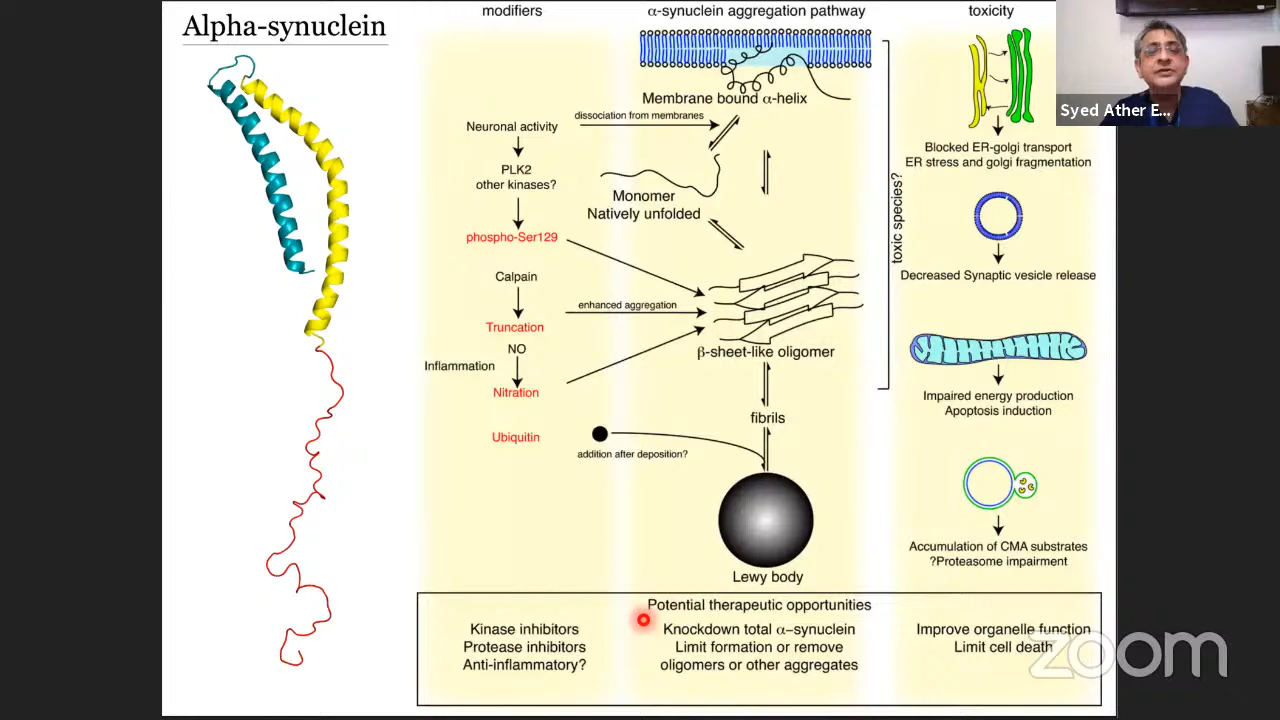 Alpha-synuclein
modifiers
α-synuclein aggregation pathway
toxicity
Syed Ather E...
Membrane bound α-helix
dissociation from membranes
Neuronal activity
PLK2
other kinases?
phospho-Ser129
Calpain
Truncation
NO
Inflammation
Nitration
Ubiquitin
Monomer
Natively unfolded
enhanced aggregation
β-sheet-like oligomer
fibrils
addition after deposition?
Lewy body
toxic species?
Blocked ER-golgi transport
ER stress and golgi fragmentation
Decreased Synaptic vesicle release
Impaired energy production
Apoptosis induction
Accumulation of CMA substrates
?Proteasome impairment
Potential therapeutic opportunities
Kinase inhibitors
Protease inhibitors
Anti-inflammatory?
Knockdown total α–synuclein
Limit formation or remove
oligomers or other aggregates
Improve organelle function
Limit cell death
zoom